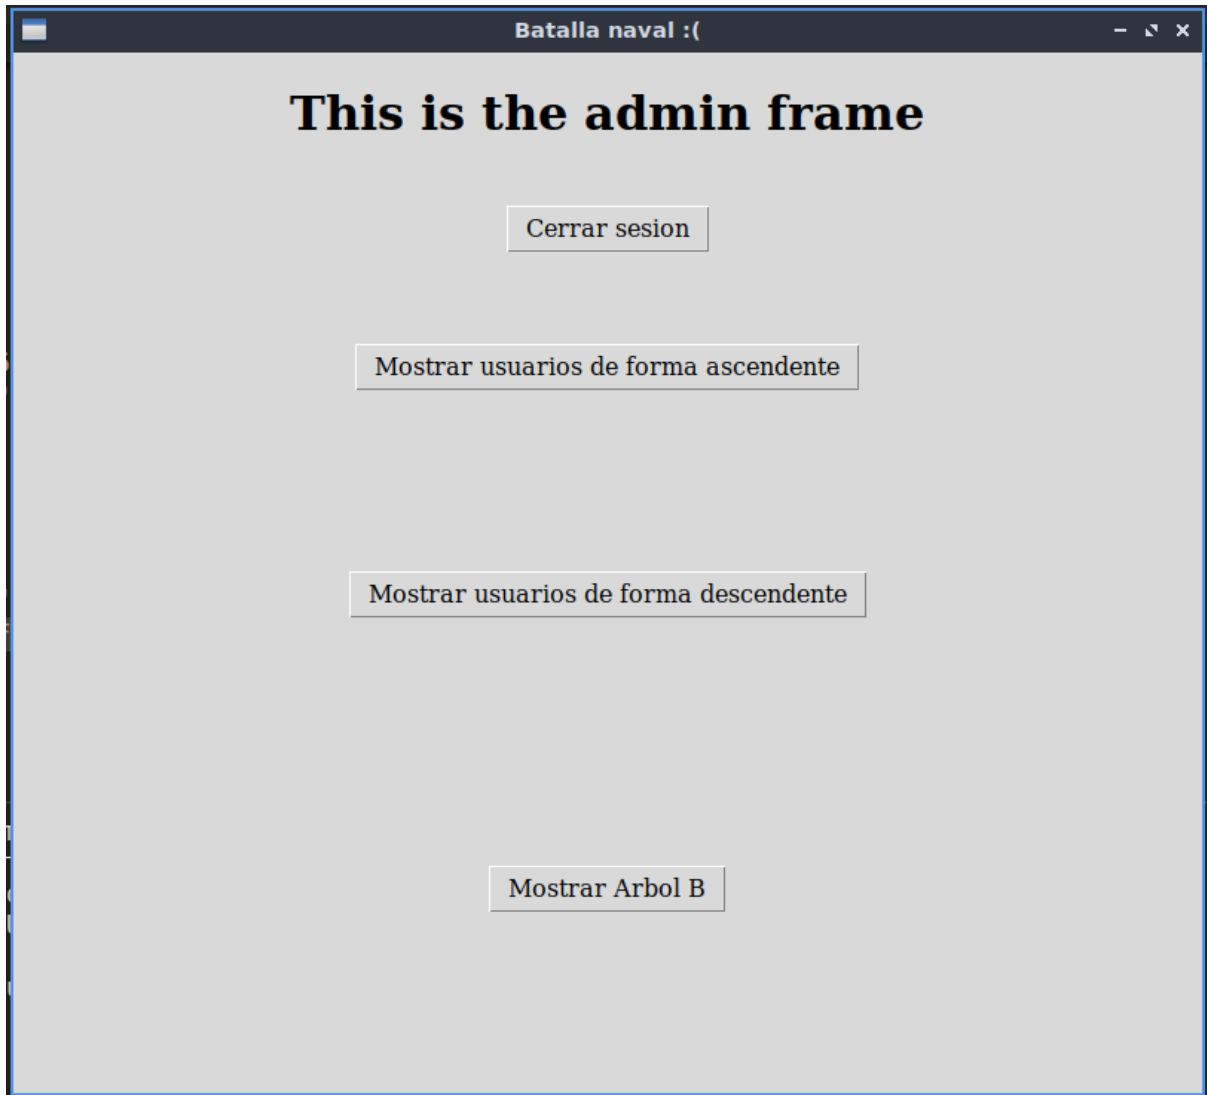 Batalla naval :(
This is the admin frame
Cerrar sesion
Mostrar usuarios de forma ascendente
Mostrar usuarios de forma descendente
Mostrar Arbol B